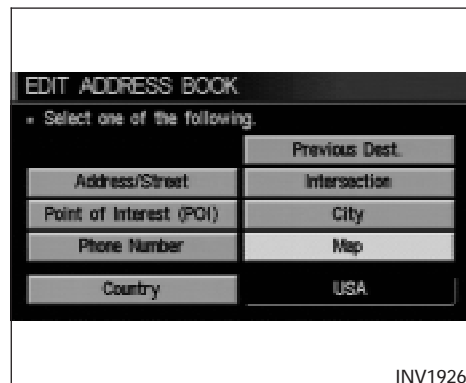 EDIT ADDRESS BOOK
▪ Select one of the following.
Previous Dest.
Address/Street Intersection
Point of Interest (POI) City
Phone Number Map
Country USA
INV1926